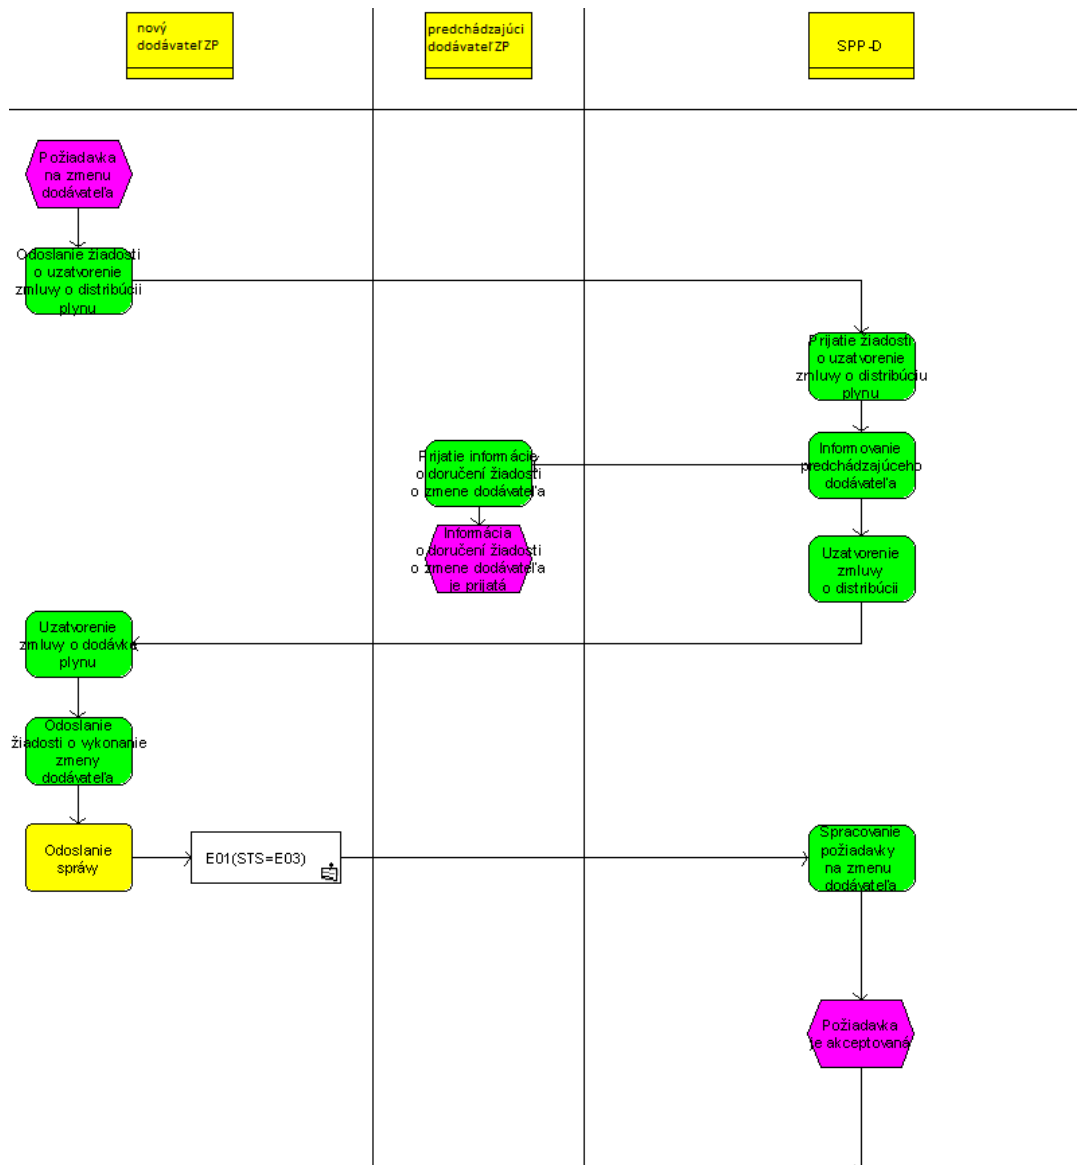 nový
dodávateľ ZP
predchádzajúci
dodávateľ ZP
SPP-D
Požiadavka
na zmenu
dodávateľa
Odoslanie žiadosti
o uzatvorenie
zmluvy o distribúcii
plynu
Prijatie žiadosti
o uzatvorenie
zmluvy o distribúciu
plynu
Informovanie
predchádzajúceho
dodávateľa
Prijatie informácie
o doručení žiadosti
o zmene dodávateľa
Informácia
o doručení žiadosti
o zmene dodávateľa
je prijatá
Uzatvorenie
zmluvy
o distribúcii
Uzatvorenie
zmluvy o dodávke
plynu
Odoslanie
žiadosti o vykonanie
zmeny
dodávateľa
Odoslanie
správy
E01(STS=E03)
Spracovanie
požiadavky
na zmenu
dodávateľa
Požiadavka
je akceptovaná